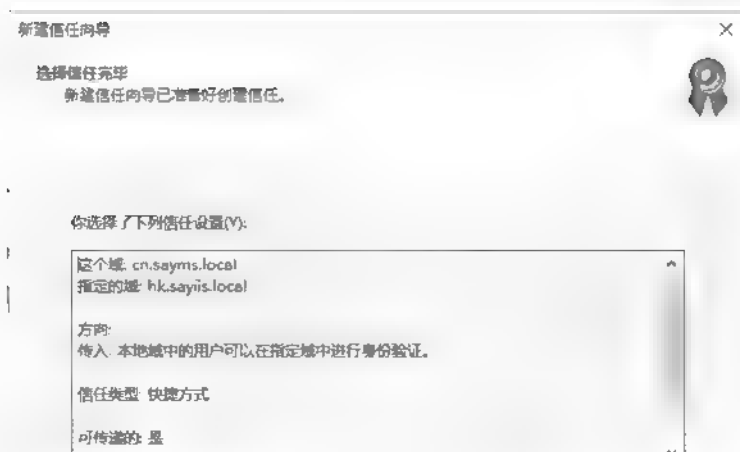 新建信任向导
选择信任完毕
新建信任向导已准备好创建信任。
你选择了下列信任设置(V):
这个域: cn.sayms.local
指定的域: hk.sayiis.local
方向:
传入: 本地域中的用户可以在指定域中进行身份验证。
信任类型: 快捷方式
可传递的: 是